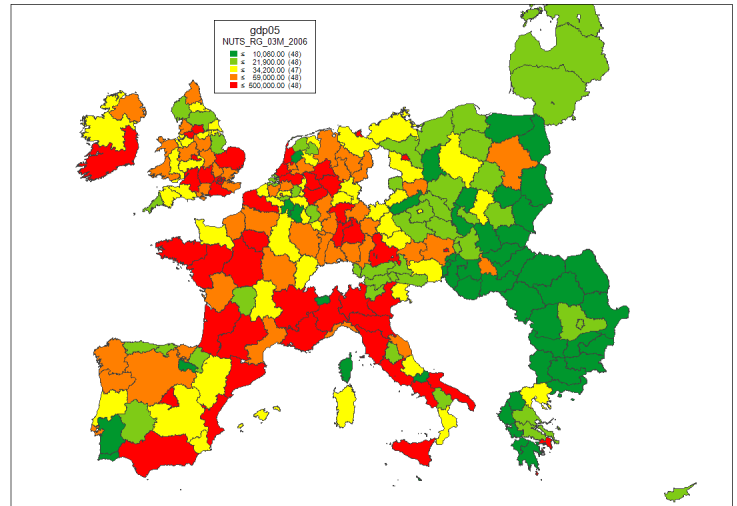 gdp05
NUTS_RG_03M_2006
≤ 10,060.00 (48)
≤ 21,900.00 (48)
≤ 34,200.00 (47)
≤ 59,000.00 (48)
≤ 500,000.00 (48)